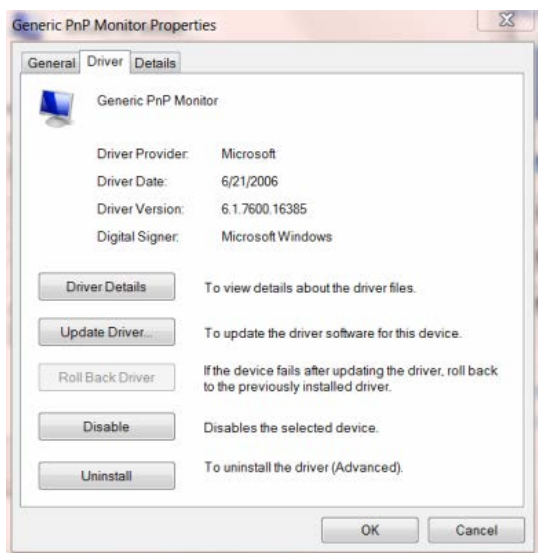 Generic PnP Monitor Properties
General Driver Details
Generic PnP Monitor
Driver Provider: Microsoft
Driver Date: 6/21/2006
Driver Version: 6.1.7600.16385
Digital Signer: Microsoft Windows
Driver Details To view details about the driver files.
Update Driver... To update the driver software for this device.
Roll Back Driver If the device fails after updating the driver, roll back
to the previously installed driver.
Disable Disables the selected device.
Uninstall To uninstall the driver (Advanced).
OK Cancel